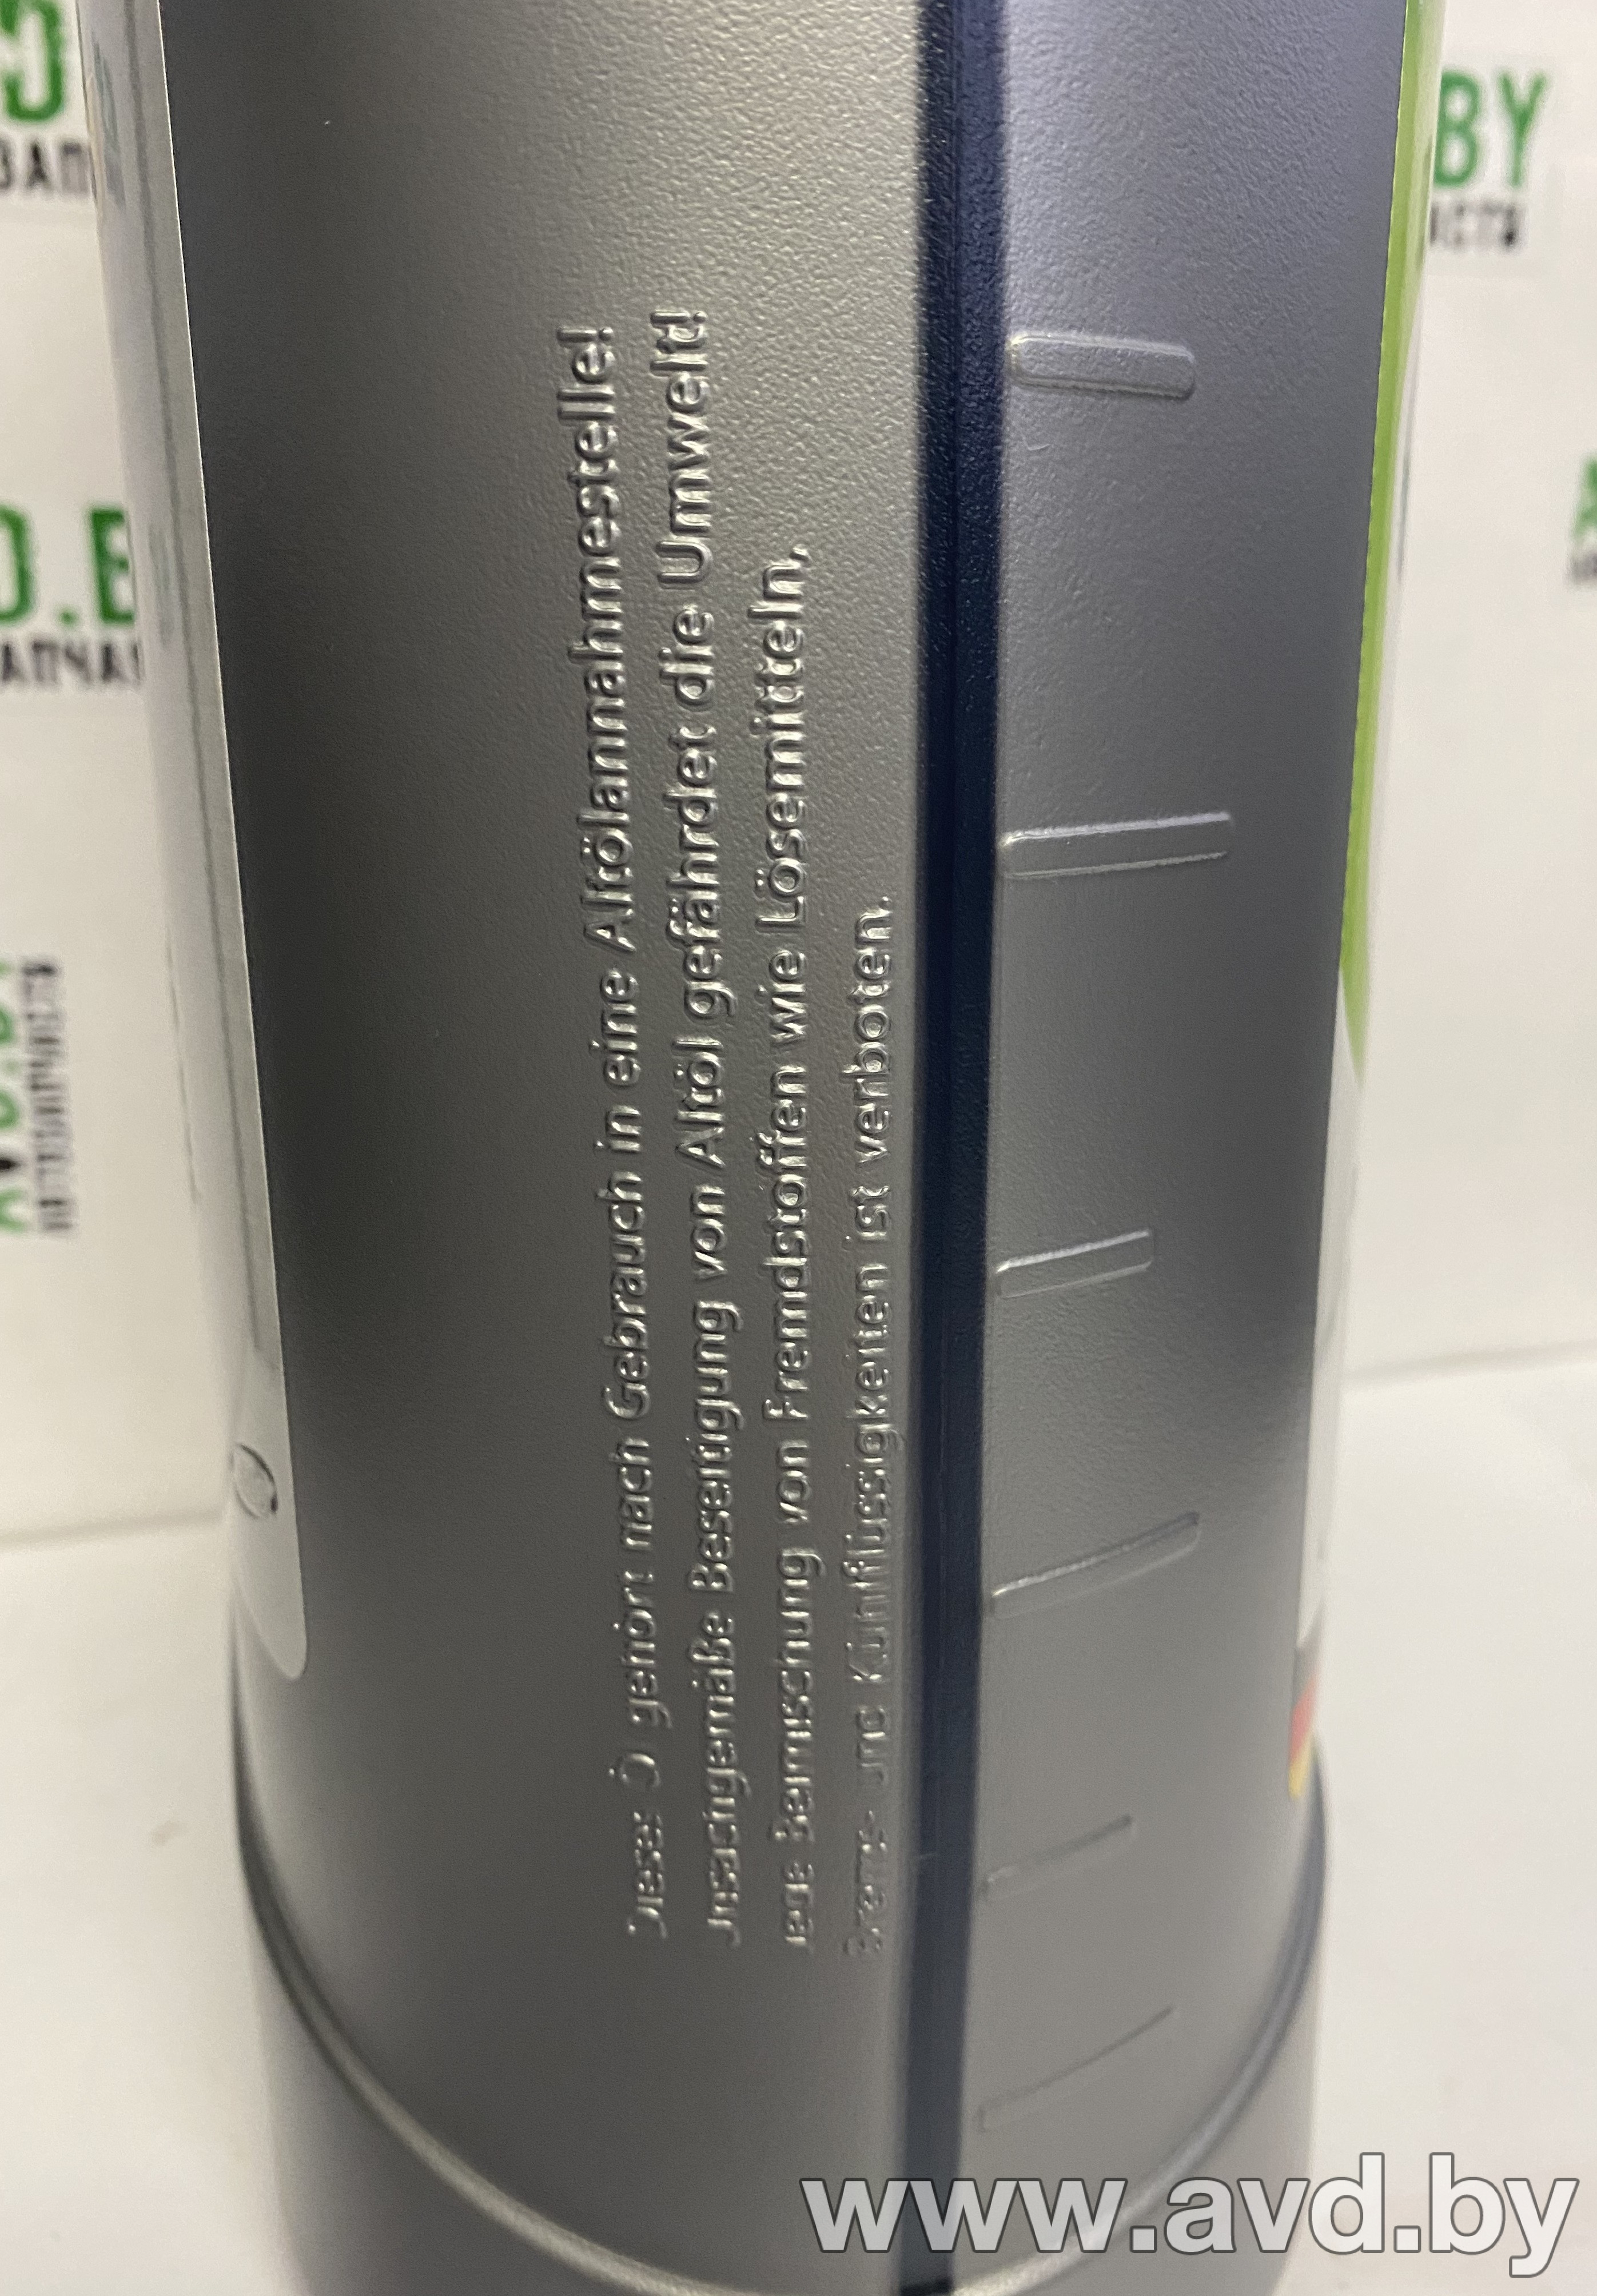 Dieses Öl gehört nach Gebrauch in eine Altölannahmestelle!
Unsachgemäße Beseitigung von Altöl gefährdet die Umwelt!
Jede Beimischung von Fremdstoffen wie Lösemitteln,
Brems- und Kühlflüssigkeiten ist verboten.
BY
www.avd.by